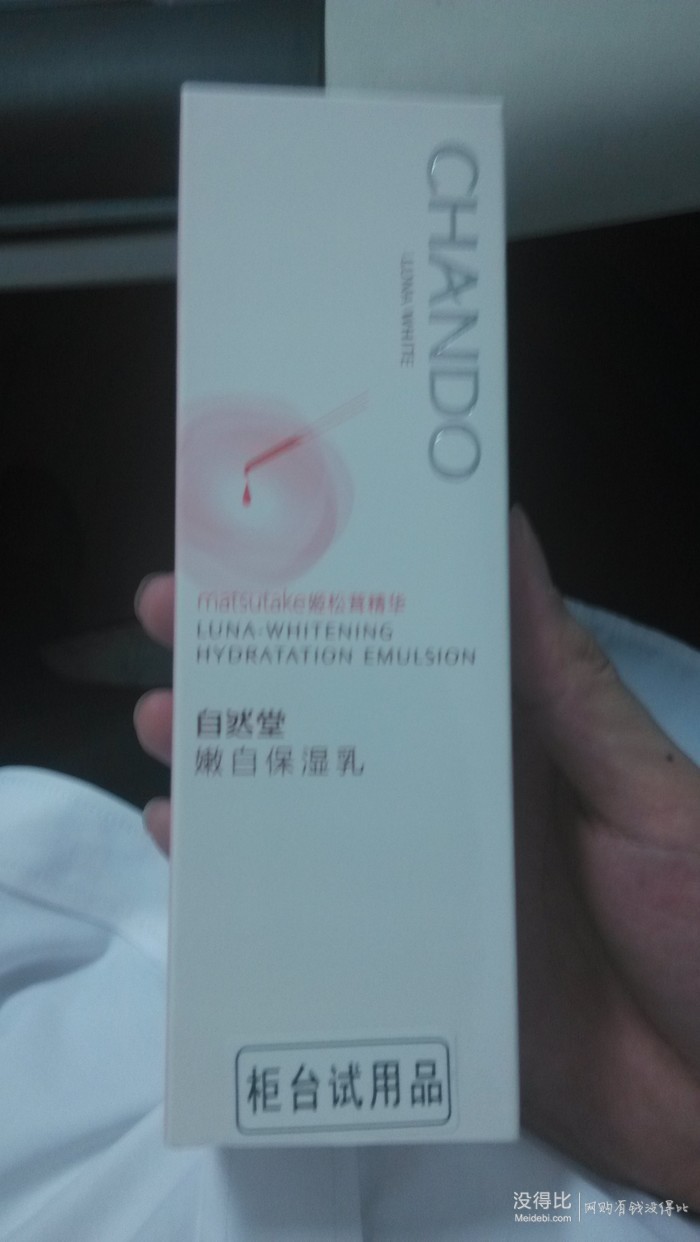 CHANDO
LUNA WHITE
matsutake姬松茸精华
LUNA-WHITENING
HYDRATATION EMULSION
自然堂
嫩白保湿乳
柜台试用品
没得比
Meidebi.com
网购有钱没得比